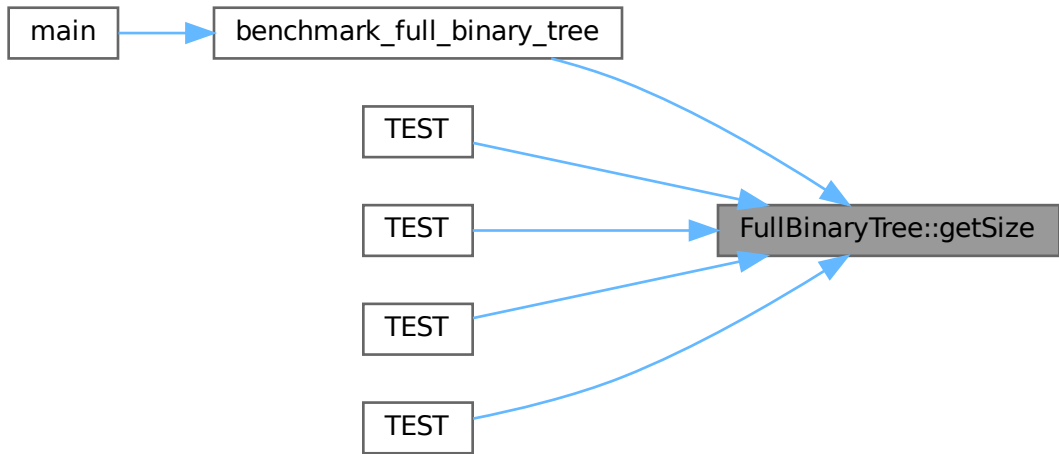 main
benchmark_full_binary_tree
TEST
TEST
FullBinaryTree::getSize
TEST
TEST